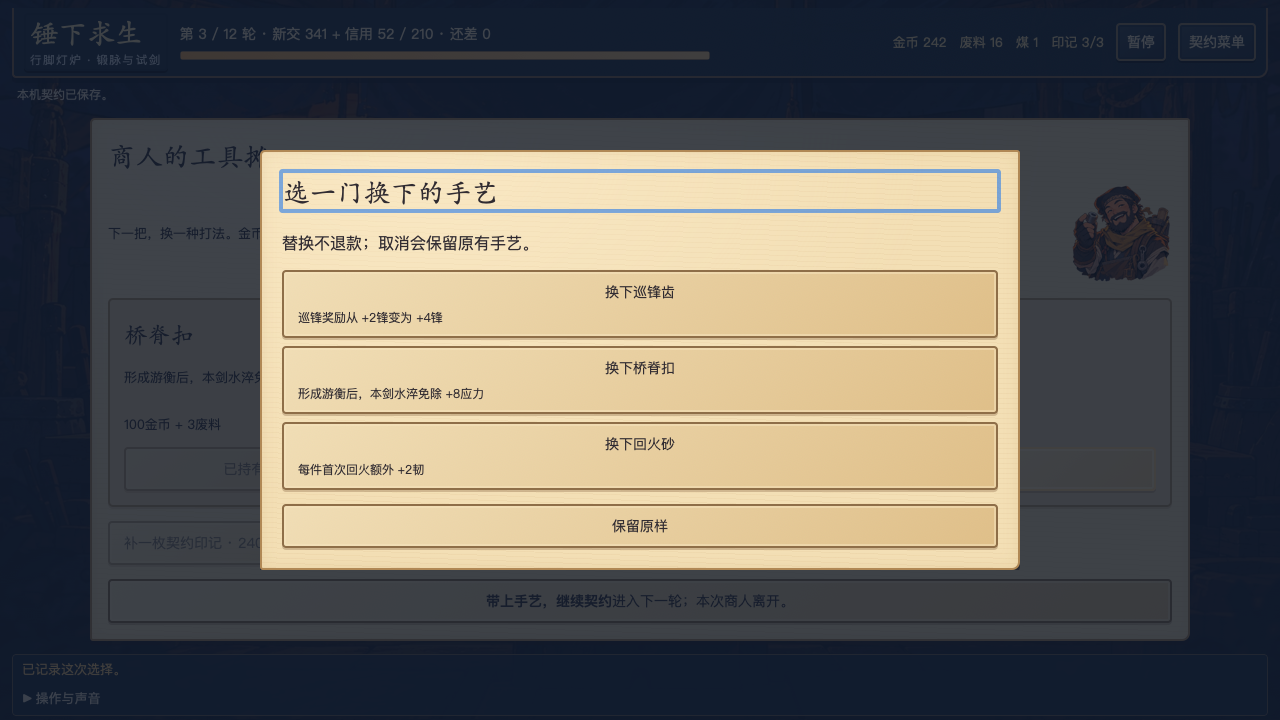 锤下求生
行脚灯炉 · 锻脉与试剑
第 3 / 12 轮 · 新交 341 + 信用 52 / 210 · 还差 0
金币 242 废料 16 煤 1 印记 3/3
暂停
契约菜单
本机契约已保存。
商人的工具摊
下一把，换一种打法。金币
桥脊扣
形成游衡后，本剑水淬免
100金币 + 3废料
已持有
补一枚契约印记 · 240
选一门换下的手艺
替换不退款；取消会保留原有手艺。
换下巡锋齿
巡锋奖励从 +2锋变为 +4锋
换下桥脊扣
形成游衡后，本剑水淬免除 +8应力
换下回火砂
每件首次回火额外 +2韧
保留原样
带上手艺，继续契约进入下一轮；本次商人离开。
已记录这次选择。
▶ 操作与声音